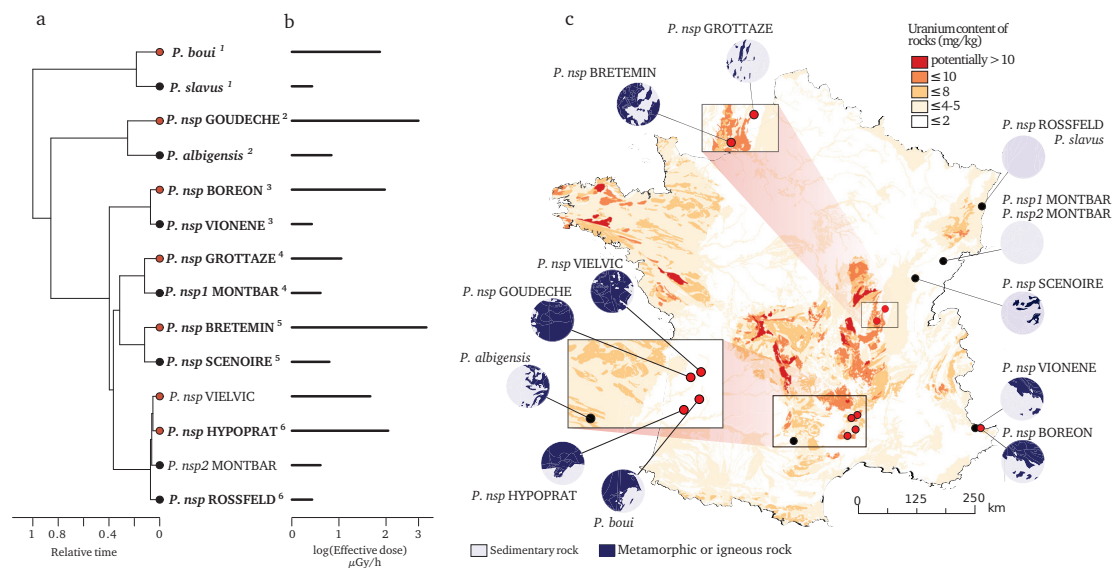 a
b
c
P. boui 1
P. slavus 1
P. nsp GOUDECHE 2
P. albigensis 2
P. nsp BOREON 3
P. nsp VIONENE 3
P. nsp GROTTAZE 4
P. nsp1 MONTBAR 4
P. nsp BRETEMIN 5
P. nsp SCENOIRE 5
P. nsp VIELVIC
P. nsp HYPOPRAT 6
P. nsp2 MONTBAR
P. nsp ROSSFELD 6
1 0.8 0.4 0.2 0
Relative time
0 1 2 3
log(Effective dose)
µGy/h
P. nsp GROTTAZE
P. nsp BRETEMIN
Uranium content of
rocks (mg/kg)
potentially > 10
≤ 10
≤ 8
≤ 4-5
≤ 2
P. nsp ROSSFELD
P. slavus
P. nsp1 MONTBAR
P. nsp2 MONTBAR
P. nsp SCENOIRE
P. nsp VIELVIC
P. nsp GOUDECHE
P. albigensis
P. nsp HYPOPRAT
P. boui
P. nsp VIONENE
P. nsp BOREON
0 125 250
km
Sedimentary rock
Metamorphic or igneous rock